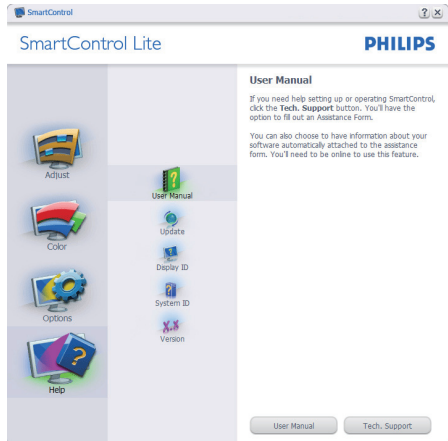 SmartControl
? X
SmartControl Lite
PHILIPS
Adjust
Color
Options
Help
User Manual
Update
Display ID
System ID
X.X
Version
User Manual
If you need help setting up or operating SmartControl,
click the Tech. Support button. You'll have the
option to fill out an Assistance Form.
You can also choose to have information about your
software automatically attached to the assistance
form. You'll need to be online to use this feature.
User Manual
Tech. Support